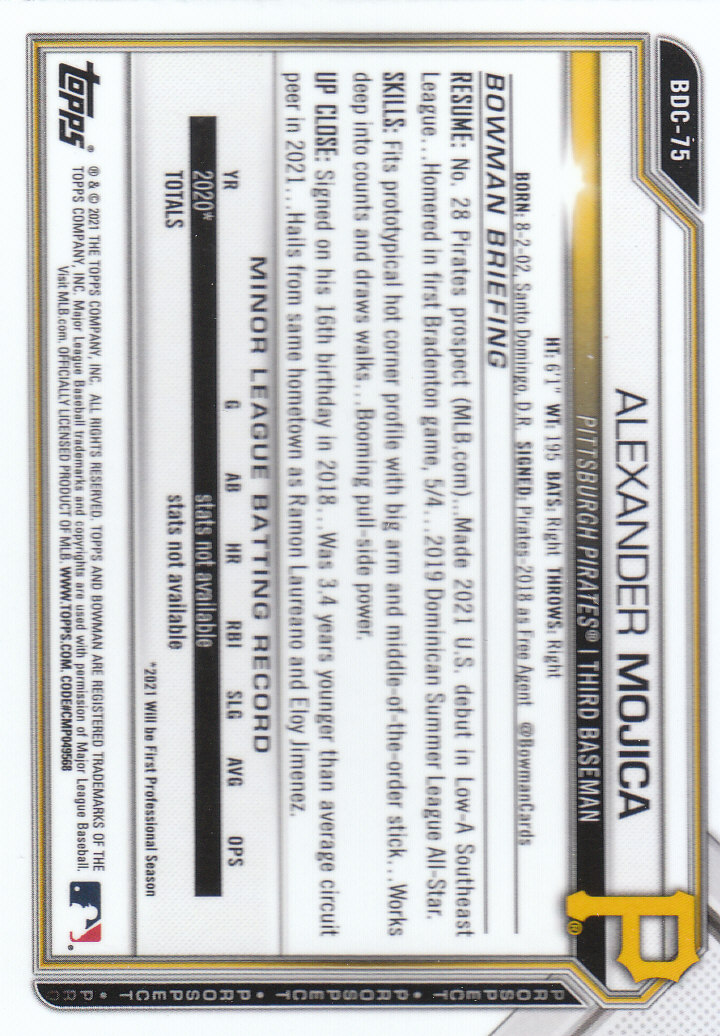 BDC-75
ALEXANDER MOJICA
PITTSBURGH PIRATES® | THIRD BASEMAN
HT: 6'1" WT: 195 BATS: Right THROWS: Right
BORN: 8-2-02, Santo Domingo, D.R. SIGNED: Pirates-2018 as Free Agent @BowmanCards
BOWMAN BRIEFING
RESUME: No. 28 Pirates prospect (MLB.com)...Made 2021 U.S. debut in Low-A Southeast
League...Homered in first Bradenton game, 5/4...2019 Dominican Summer League All-Star.
SKILLS: Fits prototypical hot corner profile with big arm and middle-of-the-order stick...Works
deep into counts and draws walks...Booming pull-side power.
UP CLOSE: Signed on his 16th birthday in 2018...Was 3.4 years younger than average circuit
peer in 2021...Hails from same hometown as Ramon Laureano and Eloy Jimenez.
MINOR LEAGUE BATTING RECORD
YR G AB HR RBI SLG AVG OPS
2020* stats not available
TOTALS stats not available
*2021 Will be First Professional Season
topps®
® & © 2021 THE TOPPS COMPANY, INC. ALL RIGHTS RESERVED. TOPPS AND BOWMAN ARE REGISTERED TRADEMARKS OF THE
TOPPS COMPANY, INC. Major League Baseball trademarks and copyrights are used with permission of Major League Baseball.
Visit MLB.com. OFFICIALLY LICENSED PRODUCT OF MLB. WWW.TOPPS.COM. CODE#CMP049568
P
PROSPECT • PROSPECT • PROSPECT • PROSPECT • PR